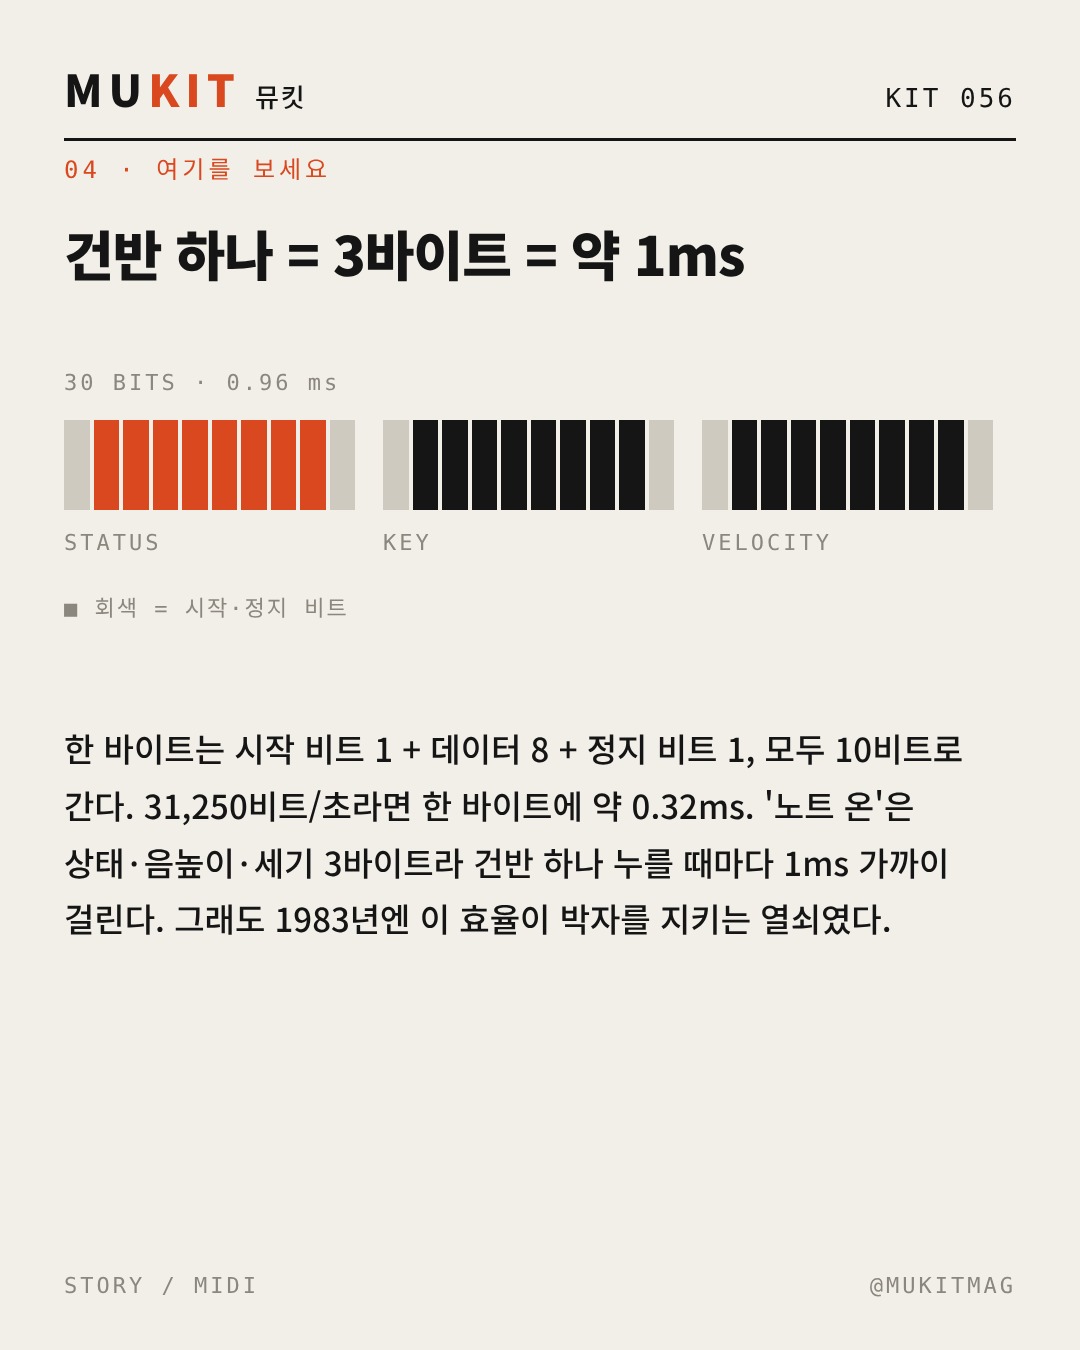 MUKIT 뮤킷
KIT 056
04 · 여기를 보세요
건반 하나 = 3바이트 = 약 1ms
30 BITS · 0.96 ms
STATUS
KEY
VELOCITY
■ 회색 = 시작·정지 비트
한 바이트는 시작 비트 1 + 데이터 8 + 정지 비트 1, 모두 10비트로
간다. 31,250비트/초라면 한 바이트에 약 0.32ms. '노트 온'은
상태·음높이·세기 3바이트라 건반 하나 누를 때마다 1ms 가까이
걸린다. 그래도 1983년엔 이 효율이 박자를 지키는 열쇠였다.
STORY / MIDI
@MUKITMAG